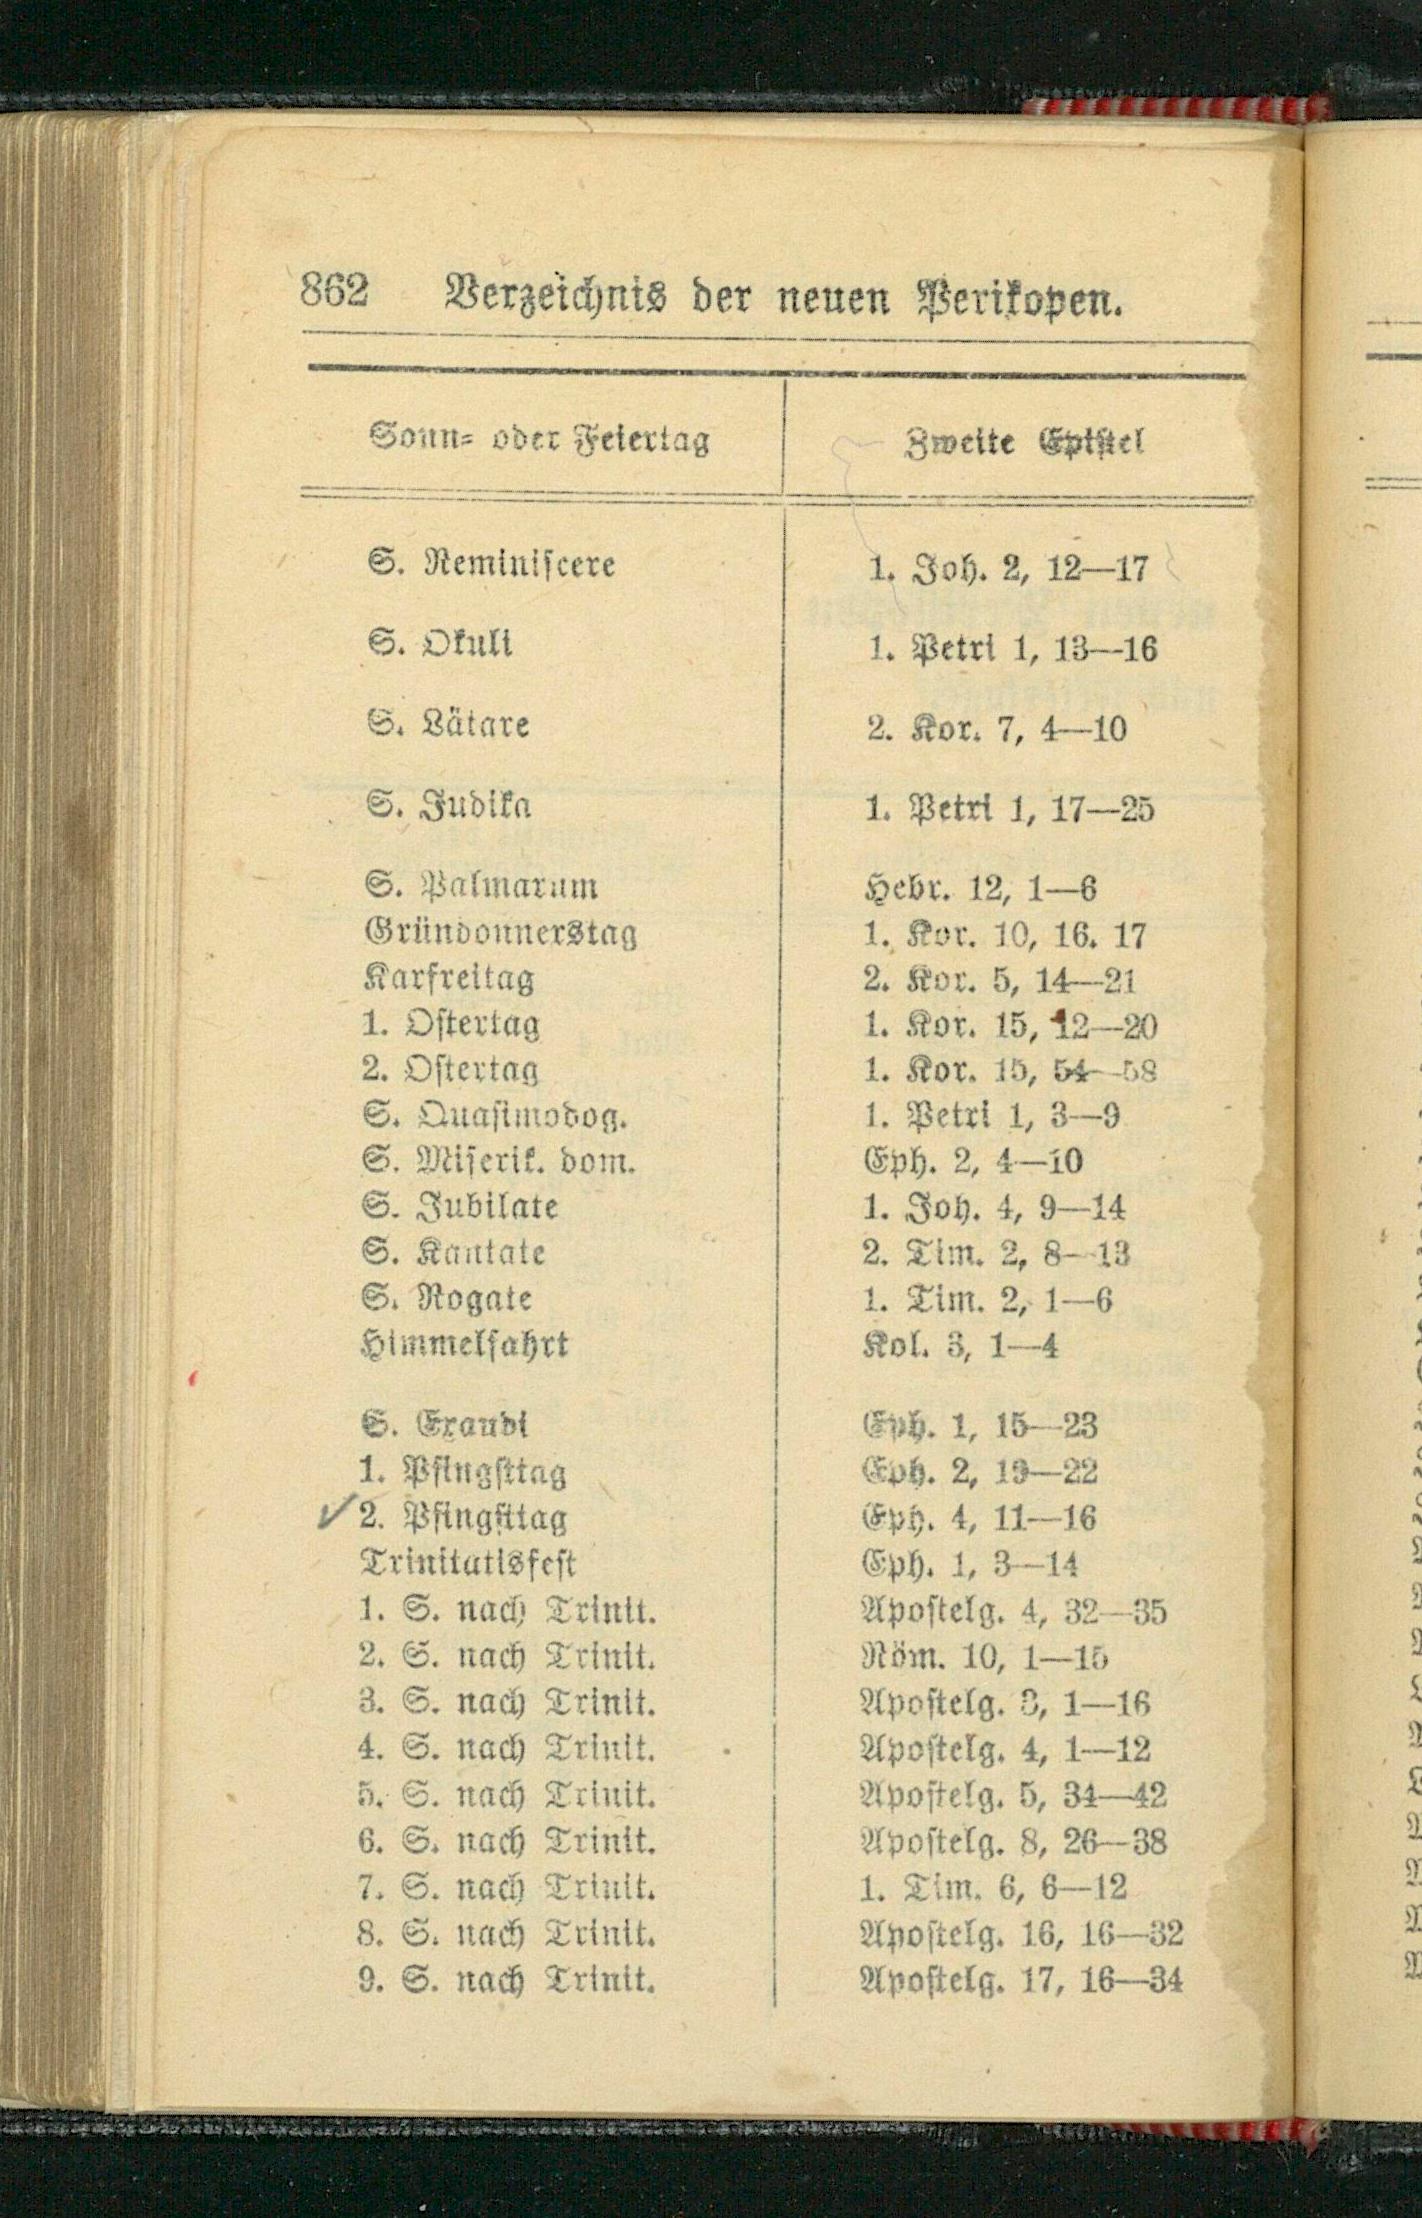 862 Verzeichnis der neuen Perikopen.
Sonn- oder Feiertag Zweite Epistel
S. Reminiscere 1. Joh. 2, 12—17
S. Okuli 1. Petri 1, 13—16
S. Lätare 2. Kor. 7, 4—10
S. Judika 1. Petri 1, 17—25
S. Palmarum Hebr. 12, 1—6
Gründonnerstag 1. Kor. 10, 16. 17
Karfreitag 2. Kor. 5, 14—21
1. Ostertag 1. Kor. 15, 12—20
2. Ostertag 1. Kor. 15, 54—58
S. Quasimodog. 1. Petri 1, 3—9
S. Miserik. dom. Eph. 2, 4—10
S. Jubilate 1. Joh. 4, 9—14
S. Kantate 2. Tim. 2, 8—13
S. Rogate 1. Tim. 2, 1—6
Himmelfahrt Kol. 3, 1—4
S. Exaudi Eph. 1, 15—23
1. Pfingsttag Eph. 2, 19—22
✓ 2. Pfingsttag Eph. 4, 11—16
Trinitatisfest Eph. 1, 3—14
1. S. nach Trinit. Apostelg. 4, 32—35
2. S. nach Trinit. Röm. 10, 1—15
3. S. nach Trinit. Apostelg. 3, 1—16
4. S. nach Trinit. Apostelg. 4, 1—12
5. S. nach Trinit. Apostelg. 5, 34—42
6. S. nach Trinit. Apostelg. 8, 26—38
7. S. nach Trinit. 1. Tim. 6, 6—12
8. S. nach Trinit. Apostelg. 16, 16—32
9. S. nach Trinit. Apostelg. 17, 16—34